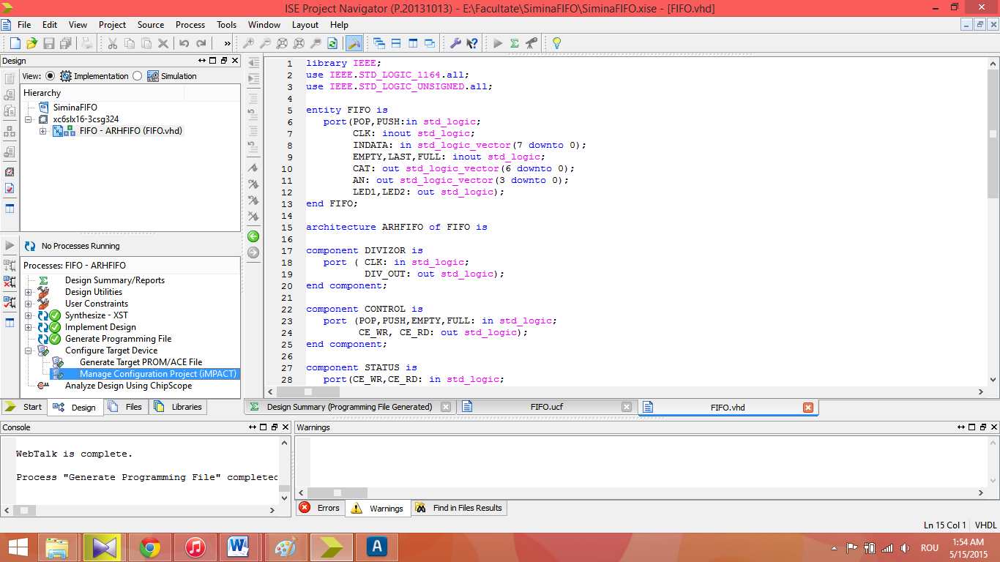 ISE Project Navigator (P.20131013) - E:\Facultate\SiminaFIFO\SiminaFIFO.xise - [FIFO.vhd]
File Edit View Project Source Process Tools Window Layout Help
Design
View: Implementation Simulation
Hierarchy
SiminaFIFO
xc6slx16-3csg324
FIFO - ARHFIFO (FIFO.vhd)
No Processes Running
Processes: FIFO - ARHFIFO
Design Summary/Reports
Design Utilities
User Constraints
Synthesize - XST
Implement Design
Generate Programming File
Configure Target Device
Generate Target PROM/ACE File
Manage Configuration Project (iMPACT)
Analyze Design Using ChipScope
Start Design Files Libraries
1 library IEEE;
2 use IEEE.STD_LOGIC_1164.all;
3 use IEEE.STD_LOGIC_UNSIGNED.all;
4
5 entity FIFO is
6 port(POP,PUSH:in std_logic;
7 CLK: inout std_logic;
8 INDATA: in std_logic_vector(7 downto 0);
9 EMPTY,LAST,FULL: inout std_logic;
10 CAT: out std_logic_vector(6 downto 0);
11 AN: out std_logic_vector(3 downto 0);
12 LED1,LED2: out std_logic);
13 end FIFO;
14
15 architecture ARHFIFO of FIFO is
16
17 component DIVIZOR is
18 port ( CLK: in std_logic;
19 DIV_OUT: out std_logic);
20 end component;
21
22 component CONTROL is
23 port (POP,PUSH,EMPTY,FULL: in std_logic;
24 CE_WR, CE_RD: out std_logic);
25 end component;
26
27 component STATUS is
28 port(CE_WR,CE_RD: in std_logic;
Design Summary (Programming File Generated) FIFO.ucf FIFO.vhd
Console
WebTalk is complete.
Process "Generate Programming File" completed
Warnings
Errors Warnings Find in Files Results
Ln 15 Col 1 VHDL
ROU
1:54 AM
5/15/2015